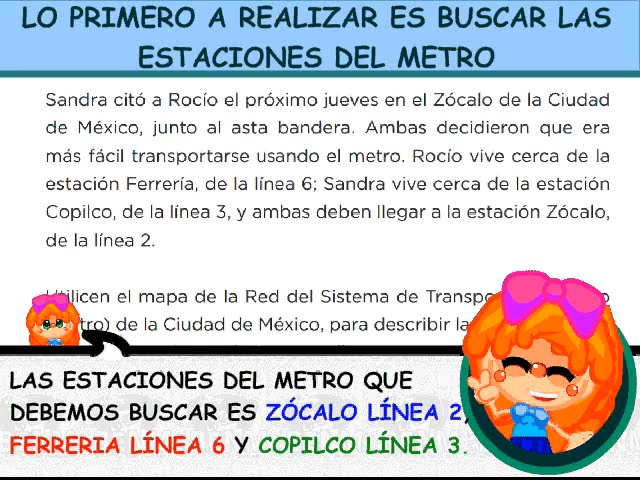 LO PRIMERO A REALIZAR ES BUSCAR LAS
ESTACIONES DEL METRO
Sandra citó a Rocío el próximo jueves en el Zócalo de la Ciudad
de México, junto al asta bandera. Ambas decidieron que era
más fácil transportarse usando el metro. Rocío vive cerca de la
estación Ferrería, de la línea 6; Sandra vive cerca de la estación
Copilco, de la línea 3, y ambas deben llegar a la estación Zócalo,
de la línea 2.
Utilicen el mapa de la Red del Sistema de
de la Ciudad de México, para describir
LAS ESTACIONES DEL METRO QUE
DEBEMOS BUSCAR ES ZÓCALO LÍNEA 2,
FERRERIA LÍNEA 6 Y COPILCO LÍNEA 3.